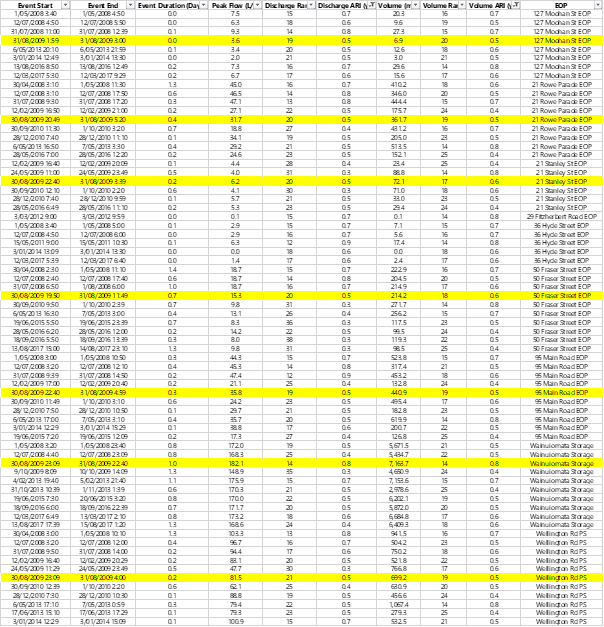 Event Start Event End Event Duration (Day Peak Flow (L/ Discharge Ran Discharge ARI (y Volume (m Volume Ran Volume ARI (y EOP
1/05/2008 3:40 1/05/2008 4:50 0.0 7.5 15 0.7 20.3 16 0.7 127 Moohan St EOP
12/07/2008 4:50 12/07/2008 5:50 0.0 6.3 18 0.6 9.6 19 0.5 127 Moohan St EOP
31/07/2008 11:00 31/07/2008 12:30 0.1 9.3 14 0.8 27.3 15 0.7 127 Moohan St EOP
31/08/2009 1:59 31/08/2009 3:00 0.0 3.6 19 0.5 6.9 20 0.5 127 Moohan St EOP
6/05/2013 20:10 6/05/2013 21:59 0.1 3.4 20 0.5 12.6 18 0.6 127 Moohan St EOP
3/01/2014 12:49 3/01/2014 13:30 0.0 2.0 21 0.5 3.0 21 0.5 127 Moohan St EOP
13/08/2016 8:50 13/08/2016 12:49 0.2 7.3 16 0.7 29.6 14 0.8 127 Moohan St EOP
12/03/2017 5:30 12/03/2017 9:29 0.2 6.7 17 0.6 15.6 17 0.6 127 Moohan St EOP
30/04/2008 3:10 1/05/2008 11:30 1.3 45.0 16 0.7 410.2 18 0.6 21 Rowe Parade EOP
12/07/2008 3:10 12/07/2008 17:50 0.6 46.5 14 0.8 346.0 20 0.5 21 Rowe Parade EOP
31/07/2008 9:30 31/07/2008 17:20 0.3 47.1 13 0.8 444.4 15 0.7 21 Rowe Parade EOP
12/02/2009 16:50 12/02/2009 21:00 0.2 27.1 22 0.5 175.7 24 0.4 21 Rowe Parade EOP
30/08/2009 20:49 31/08/2009 5:20 0.4 31.7 20 0.5 361.7 19 0.5 21 Rowe Parade EOP
30/09/2010 11:30 1/10/2010 3:20 0.7 18.8 27 0.4 431.2 16 0.7 21 Rowe Parade EOP
28/12/2010 7:40 28/12/2010 11:10 0.1 34.1 19 0.5 205.0 23 0.5 21 Rowe Parade EOP
6/05/2013 16:50 7/05/2013 3:30 0.4 29.2 21 0.5 513.5 14 0.8 21 Rowe Parade EOP
28/05/2016 7:00 28/05/2016 12:20 0.2 24.6 23 0.5 152.1 25 0.4 21 Rowe Parade EOP
12/02/2009 16:40 12/02/2009 20:09 0.1 4.4 28 0.4 23.4 25 0.4 21 Stanley St EOP
24/05/2009 11:00 24/05/2009 23:49 0.5 4.0 31 0.4 88.8 14 0.8 21 Stanley St EOP
30/08/2009 22:40 31/08/2009 3:39 0.2 6.2 20 0.5 72.1 17 0.6 21 Stanley St EOP
30/09/2010 12:10 1/10/2010 2:20 0.6 4.1 30 0.3 71.0 18 0.6 21 Stanley St EOP
28/12/2010 7:40 28/12/2010 9:59 0.1 5.7 21 0.5 33.0 23 0.5 21 Stanley St EOP
28/05/2016 6:49 28/05/2016 11:10 0.2 5.3 23 0.5 29.4 24 0.4 21 Stanley St EOP
3/03/2012 9:00 3/03/2012 9:59 0.0 0.1 15 0.7 0.1 14 0.8 29 Fitzherbert Road EOP
1/05/2008 3:40 1/05/2008 5:00 0.1 2.9 15 0.7 7.1 15 0.7 36 Hyde Street EOP
12/07/2008 4:50 12/07/2008 6:00 0.0 2.9 16 0.7 5.6 16 0.7 36 Hyde Street EOP
15/05/2011 9:00 15/05/2011 10:30 0.1 6.3 12 0.9 17.4 14 0.8 36 Hyde Street EOP
3/01/2014 13:09 3/01/2014 13:30 0.0 0.0 18 0.6 0.0 18 0.6 36 Hyde Street EOP
12/03/2017 5:39 12/03/2017 6:40 0.0 1.4 17 0.6 2.4 17 0.6 36 Hyde Street EOP
30/04/2008 2:30 1/05/2008 11:10 1.4 18.7 15 0.7 222.9 16 0.7 50 Fraser Street EOP
12/07/2008 2:40 12/07/2008 17:40 0.6 18.7 14 0.8 204.5 20 0.5 50 Fraser Street EOP
31/07/2008 6:50 1/08/2008 6:00 1.0 18.7 16 0.7 214.9 17 0.6 50 Fraser Street EOP
30/08/2009 19:50 31/08/2009 11:49 0.7 15.3 20 0.5 214.2 18 0.6 50 Fraser Street EOP
30/09/2010 9:50 1/10/2010 2:39 0.7 9.8 31 0.3 271.7 14 0.8 50 Fraser Street EOP
6/05/2013 16:30 7/05/2013 3:00 0.4 13.1 26 0.4 256.2 15 0.7 50 Fraser Street EOP
19/06/2015 5:50 19/06/2015 23:39 0.7 8.3 36 0.3 117.5 23 0.5 50 Fraser Street EOP
28/05/2016 6:20 28/05/2016 12:00 0.2 14.2 22 0.5 99.5 24 0.4 50 Fraser Street EOP
18/09/2016 5:50 18/09/2016 13:39 0.3 8.0 38 0.3 119.3 22 0.5 50 Fraser Street EOP
13/08/2017 15:00 14/08/2017 23:10 1.3 9.8 31 0.3 98.5 25 0.4 50 Fraser Street EOP
1/05/2008 3:00 1/05/2008 10:50 0.3 44.3 15 0.7 523.8 15 0.7 95 Main Road EOP
12/07/2008 3:20 12/07/2008 12:10 0.4 45.3 14 0.8 317.4 21 0.5 95 Main Road EOP
31/07/2008 9:39 31/07/2008 14:50 0.2 47.4 12 0.9 453.2 18 0.6 95 Main Road EOP
12/02/2009 17:00 12/02/2009 20:40 0.2 21.1 25 0.4 132.8 24 0.4 95 Main Road EOP
30/08/2009 22:40 31/08/2009 4:59 0.3 35.8 19 0.5 440.9 19 0.5 95 Main Road EOP
30/09/2010 11:49 1/10/2010 3:10 0.6 24.2 23 0.5 495.4 17 0.6 95 Main Road EOP
28/12/2010 7:50 28/12/2010 10:50 0.1 29.7 21 0.5 182.8 23 0.5 95 Main Road EOP
6/05/2013 17:00 7/05/2013 3:10 0.4 35.7 20 0.5 619.9 14 0.8 95 Main Road EOP
3/01/2014 12:29 3/01/2014 15:29 0.1 38.8 17 0.6 200.7 22 0.5 95 Main Road EOP
19/06/2015 7:20 19/06/2015 12:09 0.2 17.3 27 0.4 126.8 25 0.4 95 Main Road EOP
1/05/2008 3:20 1/05/2008 23:40 0.8 172.0 19 0.5 5,671.5 21 0.5 Wainuiomata Storage
12/07/2008 4:40 12/07/2008 23:09 0.8 168.3 25 0.4 5,434.7 22 0.5 Wainuiomata Storage
30/08/2009 23:09 31/08/2009 22:40 1.0 182.1 14 0.8 7,163.7 14 0.8 Wainuiomata Storage
9/10/2009 8:09 10/10/2009 14:09 1.3 148.9 35 0.3 4,650.9 24 0.4 Wainuiomata Storage
4/02/2013 19:40 5/02/2013 21:40 1.1 175.9 15 0.7 7,153.6 15 0.7 Wainuiomata Storage
31/10/2013 10:39 1/11/2013 1:39 0.6 170.3 21 0.5 2,978.6 25 0.4 Wainuiomata Storage
19/06/2015 7:30 20/06/2015 3:20 0.8 170.0 22 0.5 6,202.1 19 0.5 Wainuiomata Storage
18/09/2016 6:00 18/09/2016 22:39 0.7 171.7 20 0.5 5,872.0 20 0.5 Wainuiomata Storage
12/03/2017 6:49 13/03/2017 2:10 0.8 173.2 18 0.6 6,684.8 17 0.6 Wainuiomata Storage
13/08/2017 17:39 15/08/2017 1:20 1.3 168.6 24 0.4 6,409.3 18 0.6 Wainuiomata Storage
30/04/2008 3:00 1/05/2008 10:10 1.3 103.3 13 0.8 941.5 16 0.7 Wellington Rd PS
12/07/2008 3:20 12/07/2008 12:00 0.4 96.7 16 0.7 504.2 23 0.5 Wellington Rd PS
31/07/2008 9:50 31/07/2008 14:00 0.2 94.4 17 0.6 750.2 18 0.6 Wellington Rd PS
12/02/2009 16:40 12/02/2009 20:29 0.2 83.1 20 0.5 521.8 22 0.5 Wellington Rd PS
24/05/2009 11:29 24/05/2009 23:49 0.5 47.7 30 0.3 766.8 17 0.6 Wellington Rd PS
30/08/2009 23:09 31/08/2009 4:00 0.2 81.5 21 0.5 699.2 19 0.5 Wellington Rd PS
30/09/2010 12:39 1/10/2010 2:20 0.6 62.1 25 0.4 630.9 20 0.5 Wellington Rd PS
28/12/2010 7:30 28/12/2010 10:30 0.1 88.8 19 0.5 456.6 24 0.4 Wellington Rd PS
6/05/2013 17:10 7/05/2013 0:59 0.3 79.4 22 0.5 1,067.4 14 0.8 Wellington Rd PS
17/06/2013 15:10 17/06/2013 17:29 0.1 79.3 23 0.5 279.3 25 0.4 Wellington Rd PS
3/01/2014 12:29 3/01/2014 15:09 0.1 100.9 15 0.7 532.5 21 0.5 Wellington Rd PS